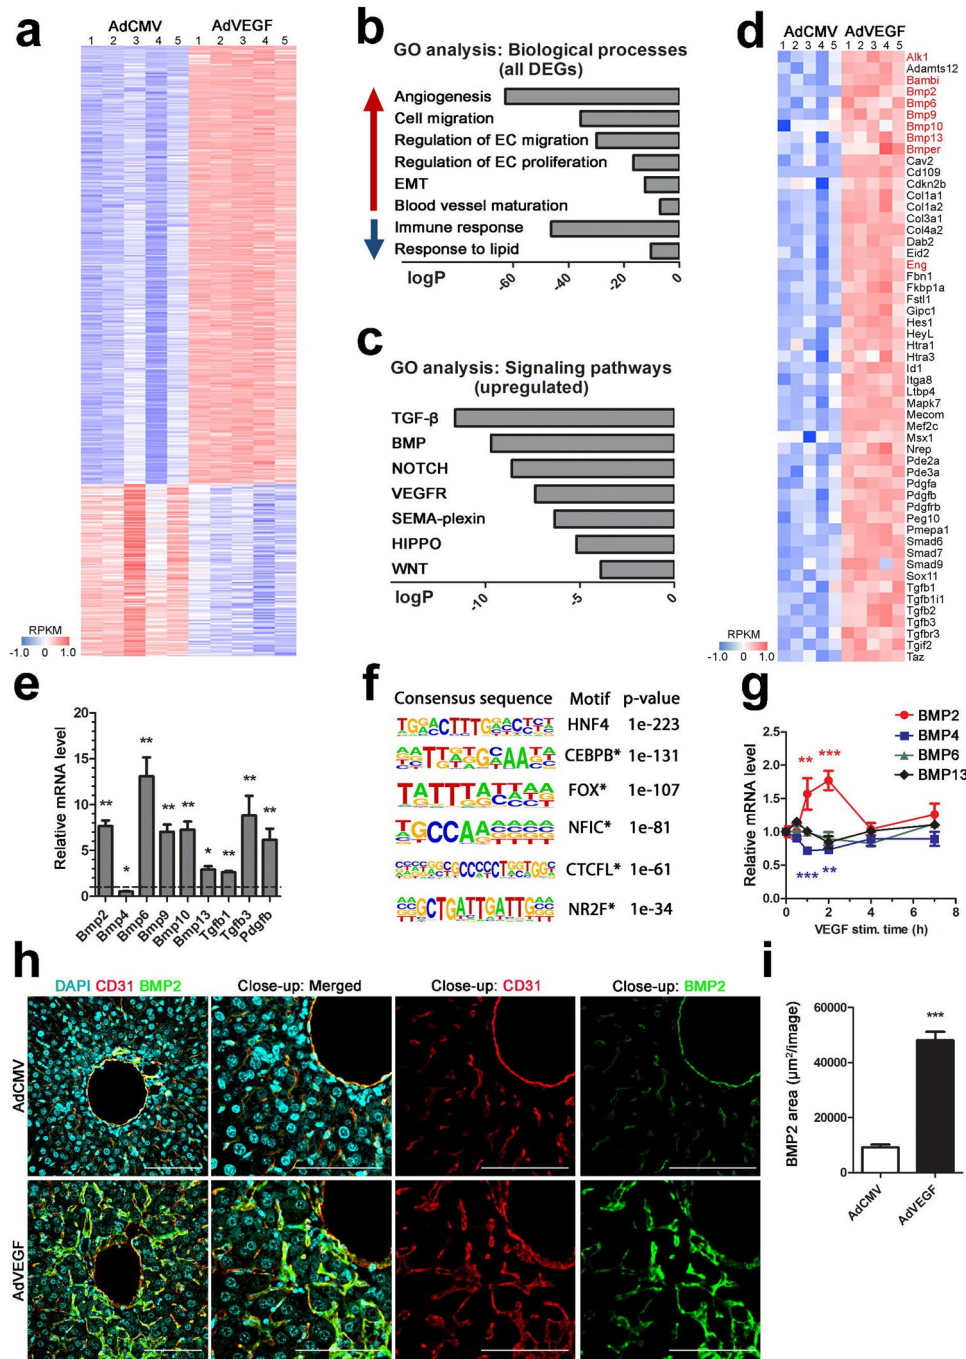 a
AdCMV AdVEGF
1 2 3 4 5 1 2 3 4 5
RPKM
-1.0 0 1.0
b
GO analysis: Biological processes
(all DEGs)
Angiogenesis
Cell migration
Regulation of EC migration
Regulation of EC proliferation
EMT
Blood vessel maturation
Immune response
Response to lipid
logP
-60 -40 -20 0
c
GO analysis: Signaling pathways
(upregulated)
TGF-β
BMP
NOTCH
VEGFR
SEMA-plexin
HIPPO
WNT
logP
-10 -5 0
d
AdCMV AdVEGF
1 2 3 4 5 1 2 3 4 5
Alk1
Adamts12
Bambi
Bmp2
Bmp6
Bmp9
Bmp10
Bmp13
Bmper
Cav2
Cd109
Cdkn2b
Col1a1
Col1a2
Col3a1
Col4a2
Dab2
Eid2
Eng
Fbn1
Fkbp1a
Fstl1
Gipc1
Hes1
HeyL
Htra1
Htra3
Id1
Itga8
Ltbp4
Mapk7
Mecom
Mef2c
Msx1
Nrep
Pde2a
Pde3a
Pdgfa
Pdgfb
Pdgfrb
Peg10
Pmepa1
Smad6
Smad7
Smad9
Sox11
Tgfb1
Tgfb1i1
Tgfb2
Tgfb3
Tgfbr3
Tgif2
Taz
RPKM
-1.0 0 1.0
e
Relative mRNA level
20
15
10
5
0
** * ** ** ** * ** ** **
Bmp2 Bmp4 Bmp6 Bmp9 Bmp10 Bmp13 Tgfb1 Tgfb3 Pdgfb
f
Consensus sequence Motif p-value
HNF4 1e-223
CEBPB* 1e-131
FOX* 1e-107
NFIC* 1e-81
CTCFL* 1e-61
NR2F* 1e-34
g
BMP2
BMP4
BMP6
BMP13
Relative mRNA level
2.5
2.0
1.5
1.0
0.5
0.0
** ***
*** **
0 2 4 6 8
VEGF stim. time (h)
h
DAPI CD31 BMP2
Close-up: Merged
Close-up: CD31
Close-up: BMP2
AdCMV
AdVEGF
i
BMP2 area (μm²/image)
60000
40000
20000
0
***
AdCMV AdVEGF